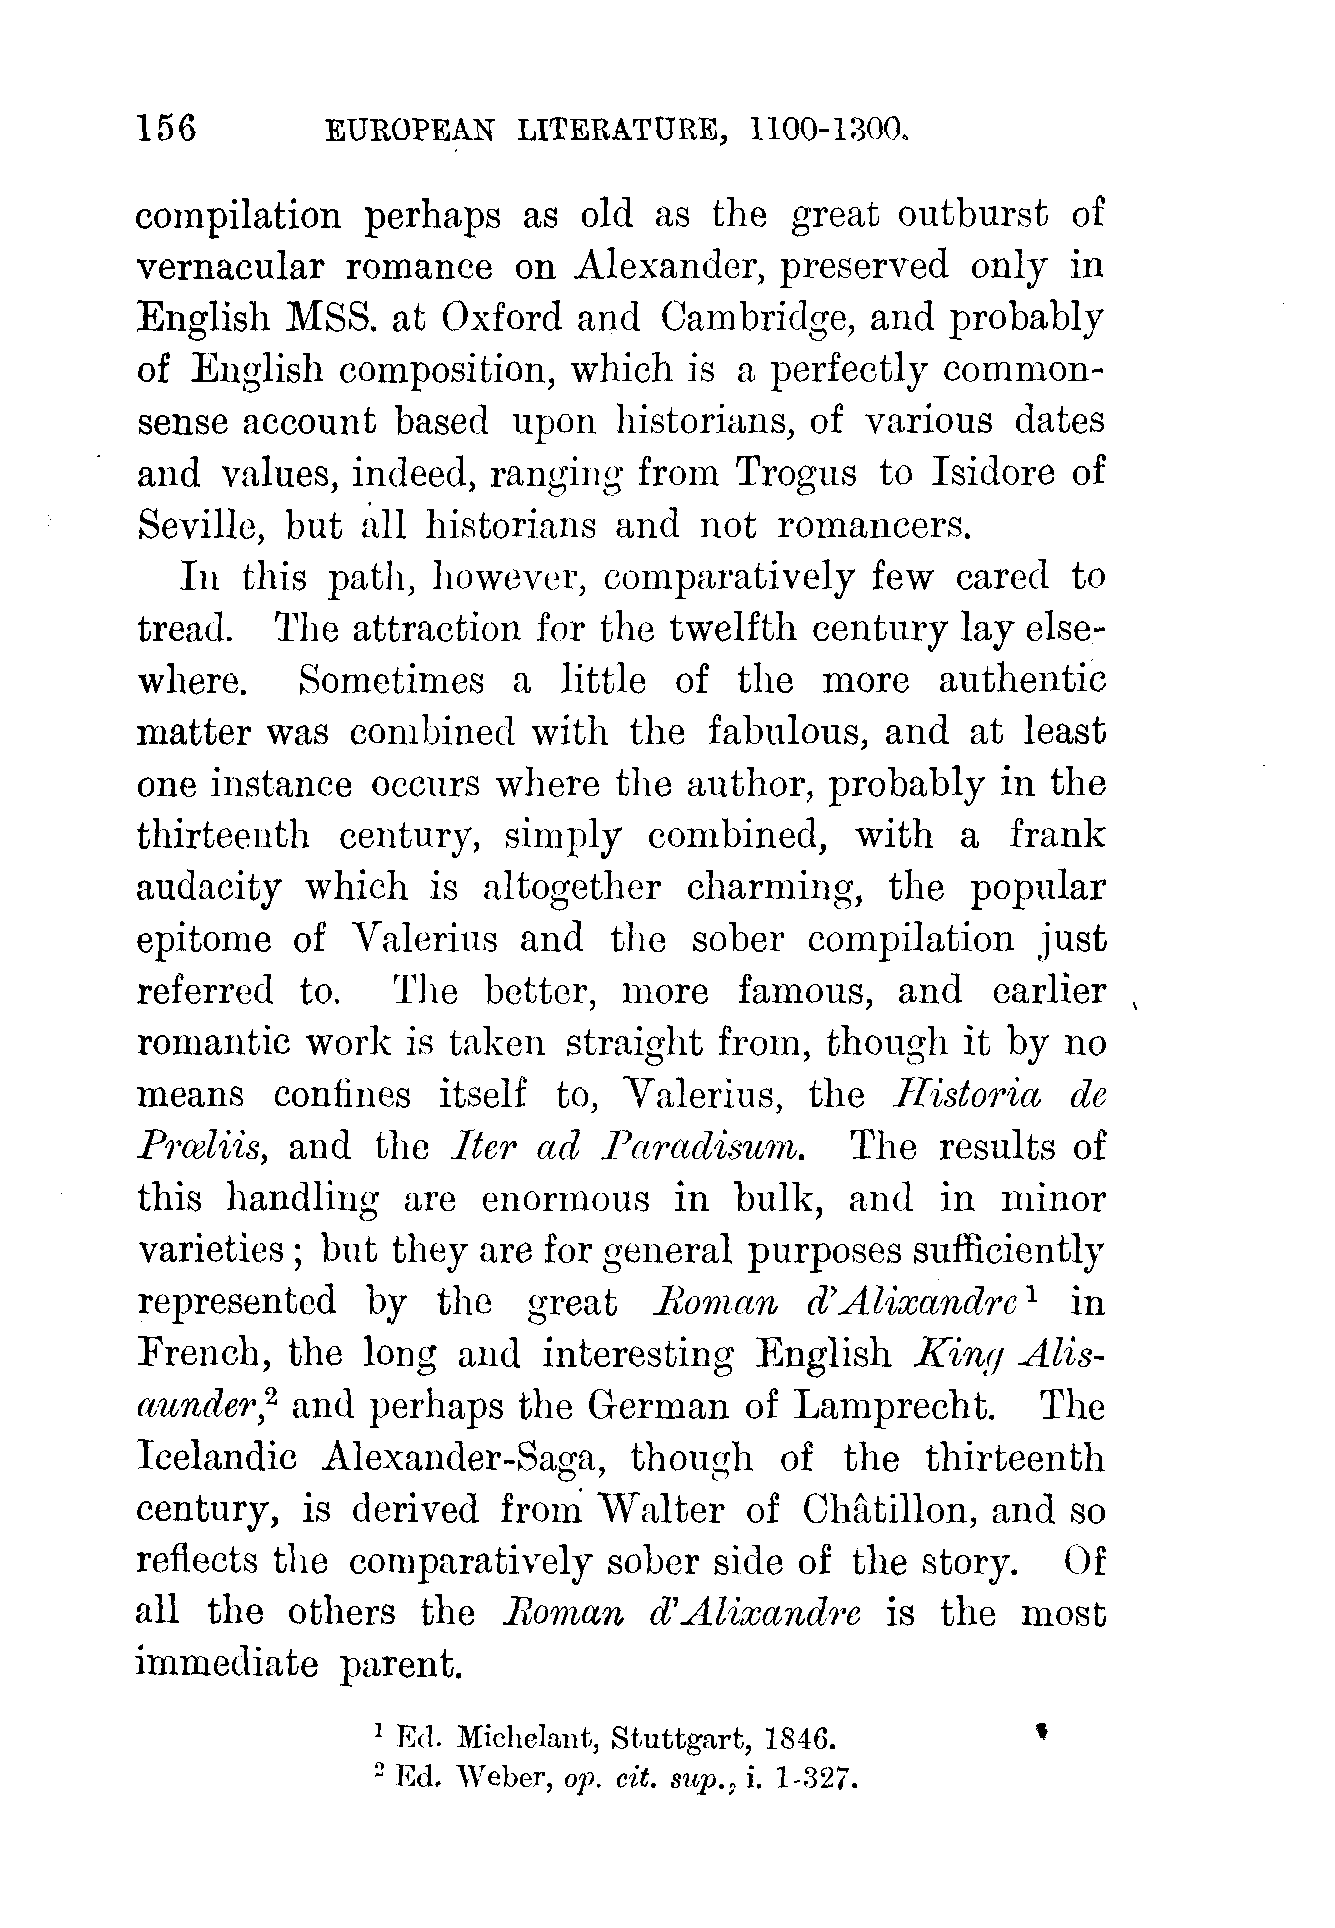 156 EUROPEAN LITERATURE, 1100-1300.
compilation perhaps as old as the great outburst of
vernacular romance on Alexander, preserved only in
English MSS. at Oxford and Cambridge, and probably
of English composition, which is a perfectly common-
sense account based upon historians, of various dates
and values, indeed, ranging from Trogus to Isidore of
Seville, but all historians and not romancers.
In this path, however, comparatively few cared to
tread. The attraction for the twelfth century lay else-
where. Sometimes a little of the more authentic
matter was combined with the fabulous, and at least
one instance occurs where the author, probably in the
thirteenth century, simply combined, with a frank
audacity which is altogether charming, the popular
epitome of Valerius and the sober compilation just
referred to. The better, more famous, and earlier
romantic work is taken straight from, though it by no
means confines itself to, Valerius, the Historia de
Prœliis, and the Iter ad Paradisum. The results of
this handling are enormous in bulk, and in minor
varieties; but they are for general purposes sufficiently
represented by the great Roman d'Alixandre¹ in
French, the long and interesting English King Alis-
aunder,² and perhaps the German of Lamprecht. The
Icelandic Alexander-Saga, though of the thirteenth
century, is derived from Walter of Châtillon, and so
reflects the comparatively sober side of the story. Of
all the others the Roman d'Alixandre is the most
immediate parent.
¹ Ed. Michelant, Stuttgart, 1846.
² Ed. Weber, op. cit. sup., i. 1-327.